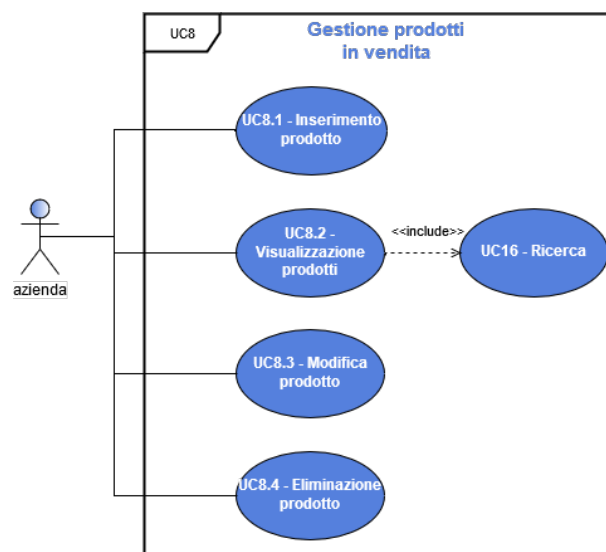 UC8
Gestione prodotti
in vendita
UC8.1 - Inserimento
prodotto
UC8.2 -
Visualizzazione
prodotti
<<include>>
UC16 - Ricerca
azienda
UC8.3 - Modifica
prodotto
UC8.4 - Eliminazione
prodotto